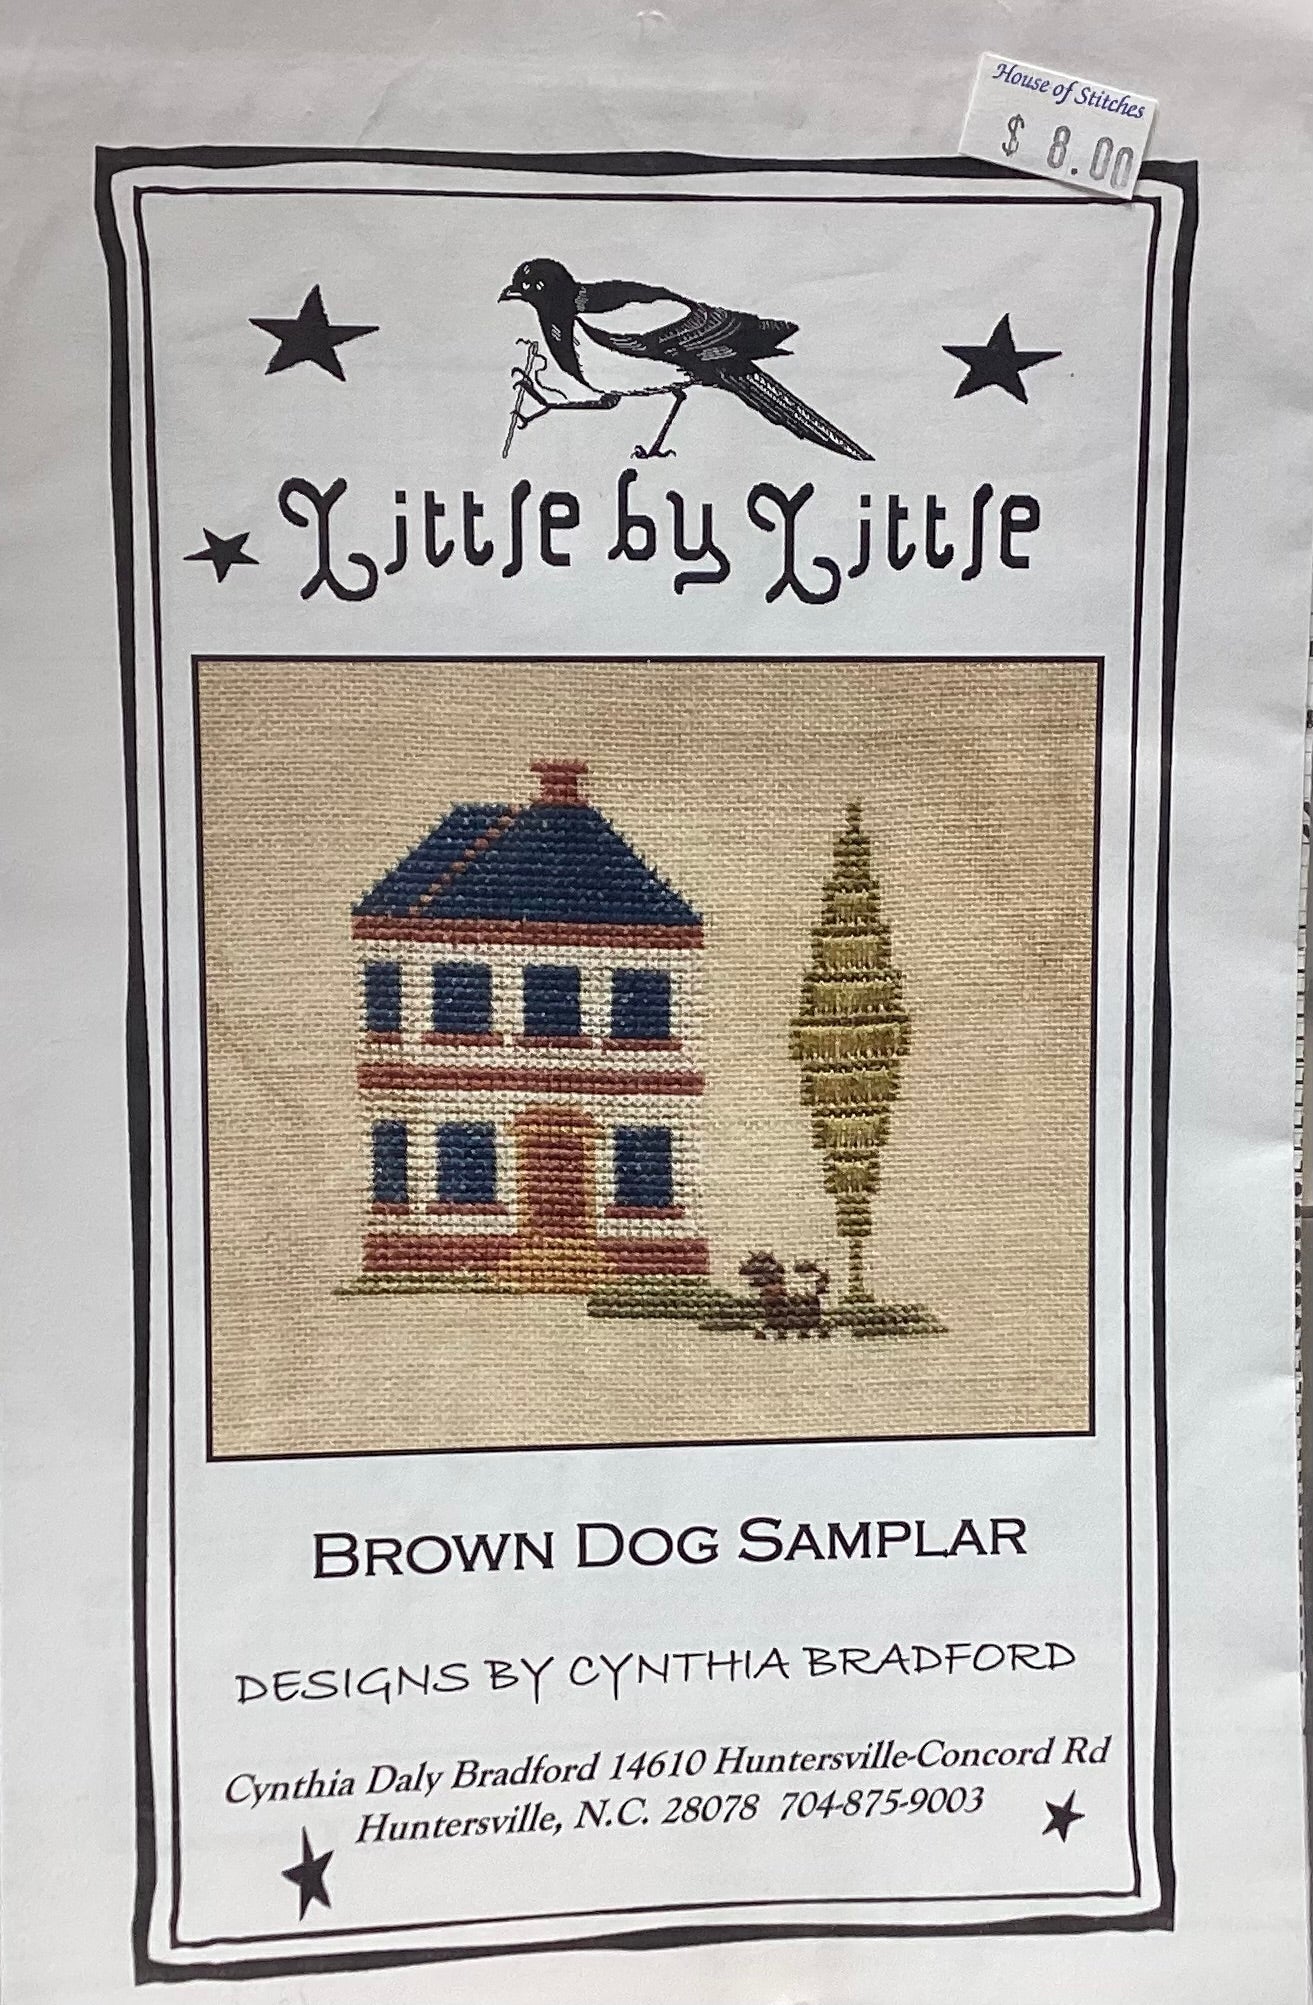 House of Stitches
$ 8.00
Little by Little
BROWN DOG SAMPLAR
DESIGNS BY CYNTHIA BRADFORD
Cynthia Daly Bradford 14610 Huntersville-Concord Rd
Huntersville, N.C. 28078 704-875-9003